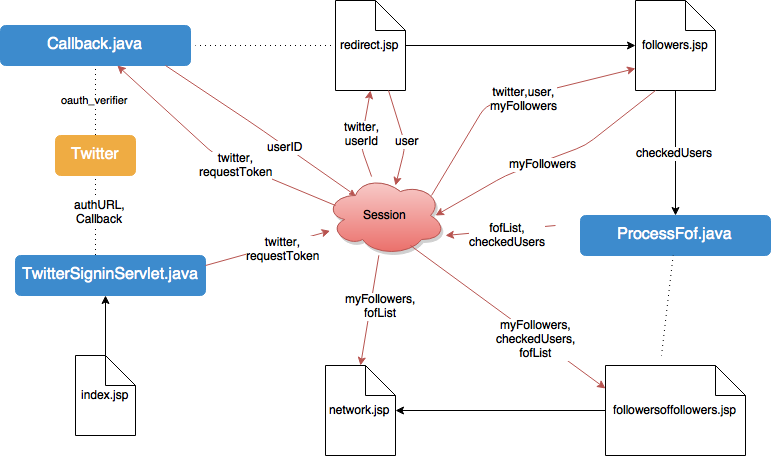 Callback.java
redirect.jsp
followers.jsp
oauth_verifier
twitter,user,
myFollowers
twitter,
userId
user
userID
Twitter
twitter,
requestToken
myFollowers
checkedUsers
authURL,
Callback
Session
fofList,
checkedUsers
ProcessFof.java
twitter,
requestToken
TwitterSigninServlet.java
myFollowers,
fofList
myFollowers,
checkedUsers,
fofList
index.jsp
network.jsp
followersoffollowers.jsp